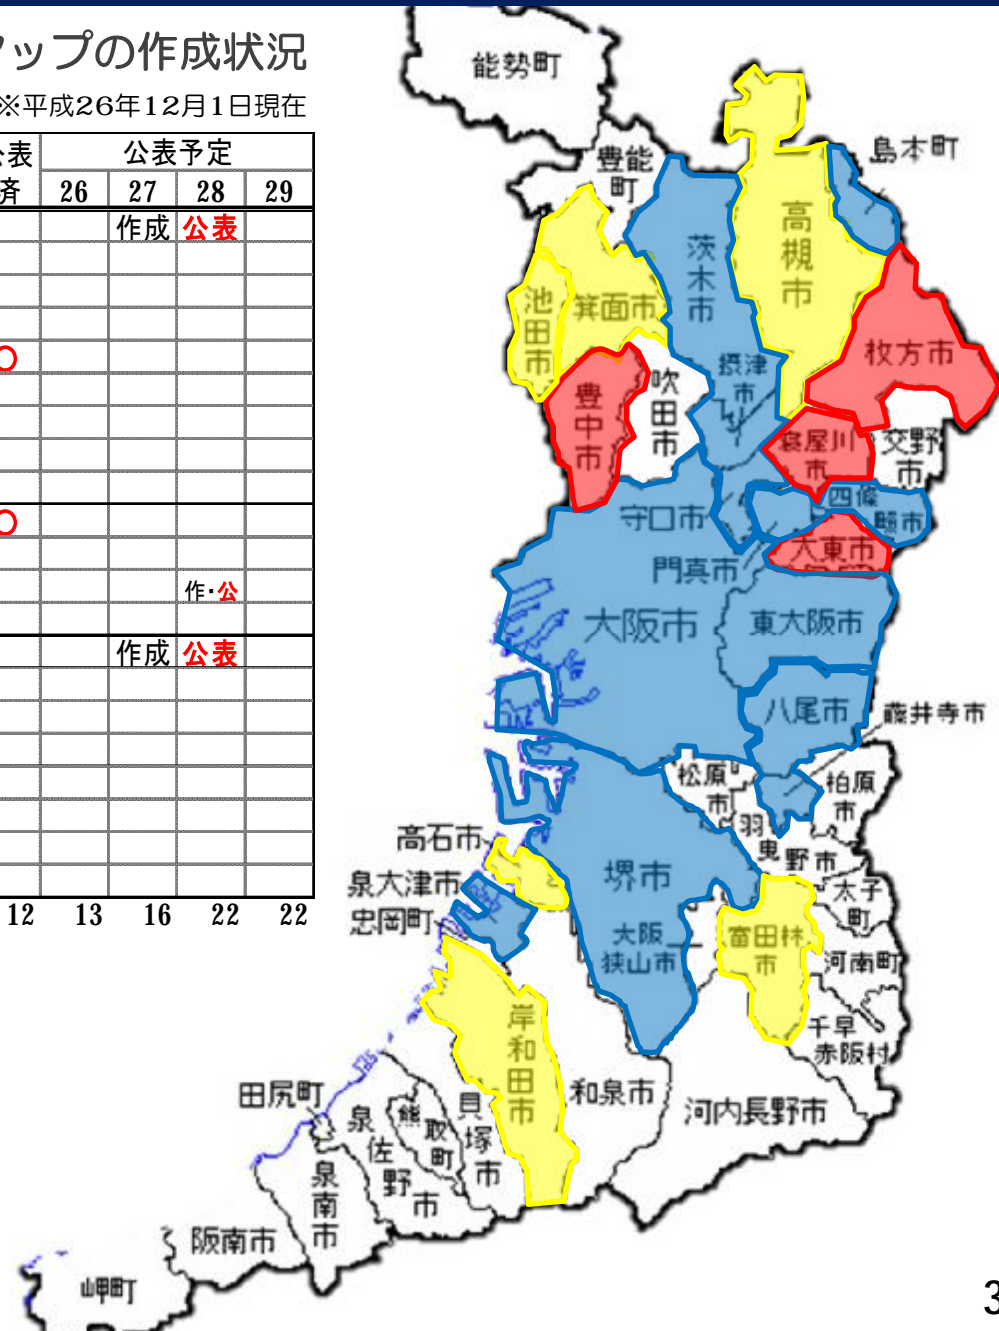 マップの作成状況
※平成26年12月1日現在
公表 公表予定
済 26 27 28 29
作成 公表
〇
〇
作・公
作成 公表
12 13 16 22 22
能勢町
豊能
町
島本町
茨
木
市
高
槻
市
池
田
市
箕面市
枚方市
豊
中
市
吹
田
市
摂津
市
寝屋川
市
交野
市
四條
畷市
守口市
大東市
門真市
大阪市
東大阪市
八尾市
藤井寺市
松原
市
柏原
市
羽
曳
野市
高石市
堺市
泉大津市
太子
町
忠岡町
大阪
狭山市
富田林
市
河南町
千早
赤阪村
岸
和
田
市
和泉市
河内長野市
田尻町
泉
佐
野
市
熊
取
町
貝
塚
市
泉
南
市
阪南市
岬町
3